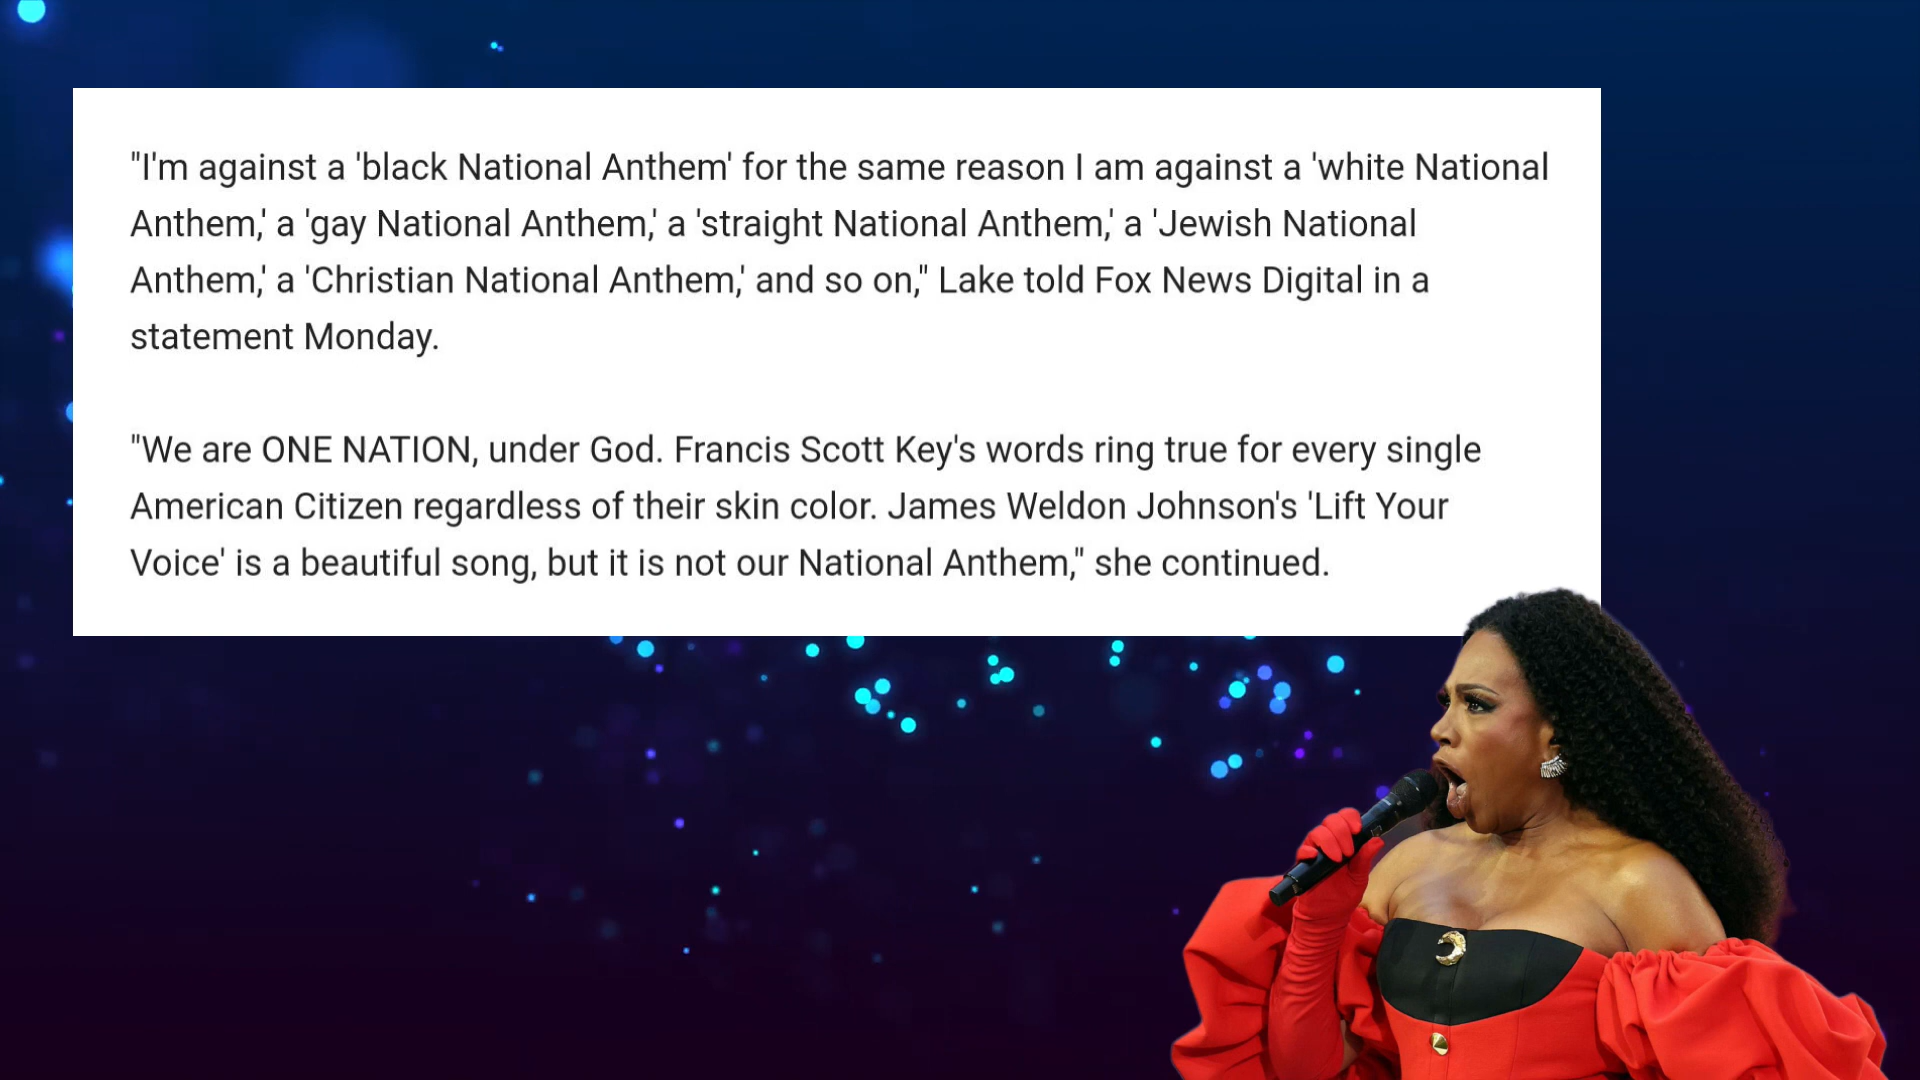 "I'm against a 'black National Anthem' for the same reason I am against a 'white National
Anthem,' a 'gay National Anthem,' a 'straight National Anthem,' a 'Jewish National
Anthem,' a 'Christian National Anthem,' and so on," Lake told Fox News Digital in a
statement Monday.
"We are ONE NATION, under God. Francis Scott Key's words ring true for every single
American Citizen regardless of their skin color. James Weldon Johnson's 'Lift Your
Voice' is a beautiful song, but it is not our National Anthem," she continued.